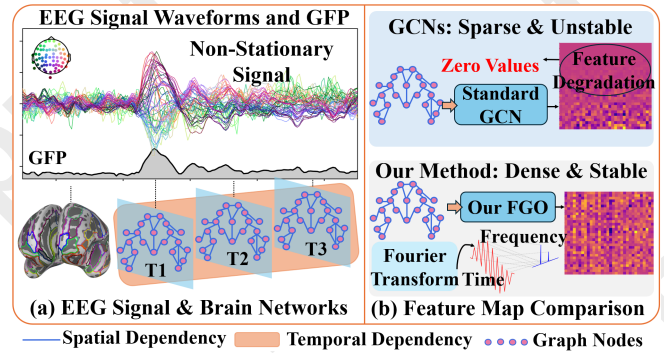 EEG Signal Waveforms and GFP
Non-Stationary
Signal
GFP
T1
T2
T3
(a) EEG Signal & Brain Networks
GCNs: Sparse & Unstable
Zero Values
Feature
Degradation
Standard
GCN
Our Method: Dense & Stable
Our FGO
Frequency
Fourier
Transform
Time
(b) Feature Map Comparison
Spatial Dependency
Temporal Dependency
Graph Nodes